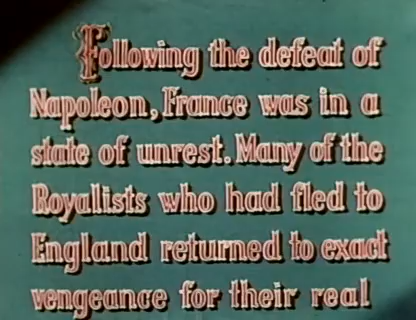 Following the defeat of
Napoleon, France was in a
state of unrest. Many of the
Royalists who had fled to
England returned to exact
vengeance for their real